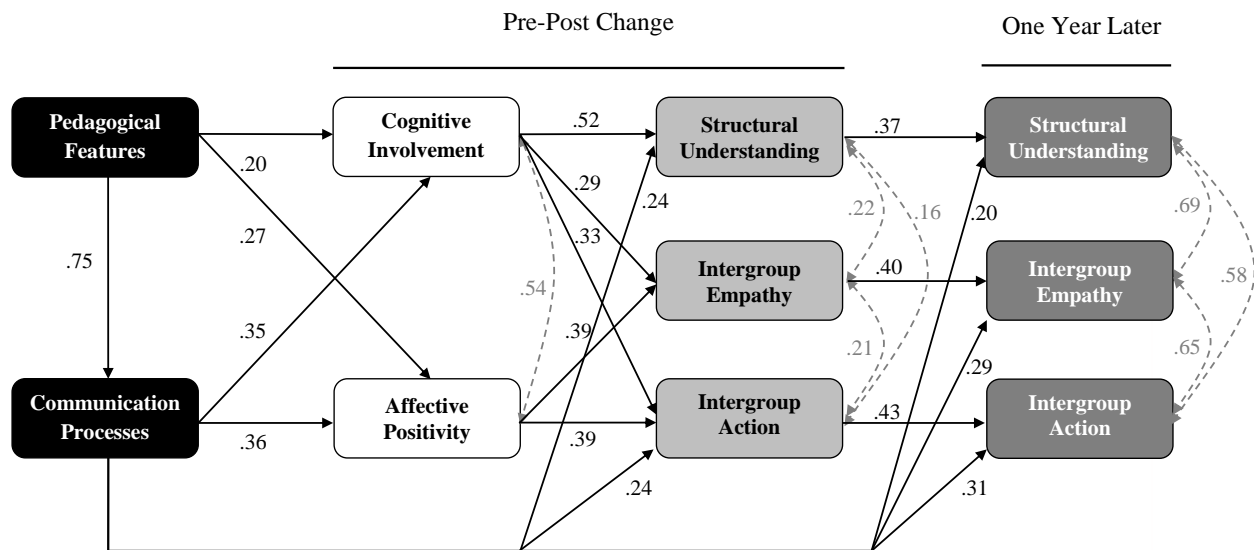 Pre-Post Change
One Year Later
Pedagogical
Features
Cognitive
Involvement
Structural
Understanding
Structural
Understanding
.52
.37
.20
.29
.24
.22
.16
.20
.69
.27
.33
.75
Intergroup
Empathy
Intergroup
Empathy
.40
.58
.54
.35
.39
.21
.29
.65
Communication
Processes
Affective
Positivity
Intergroup
Action
Intergroup
Action
.36
.39
.43
.24
.31